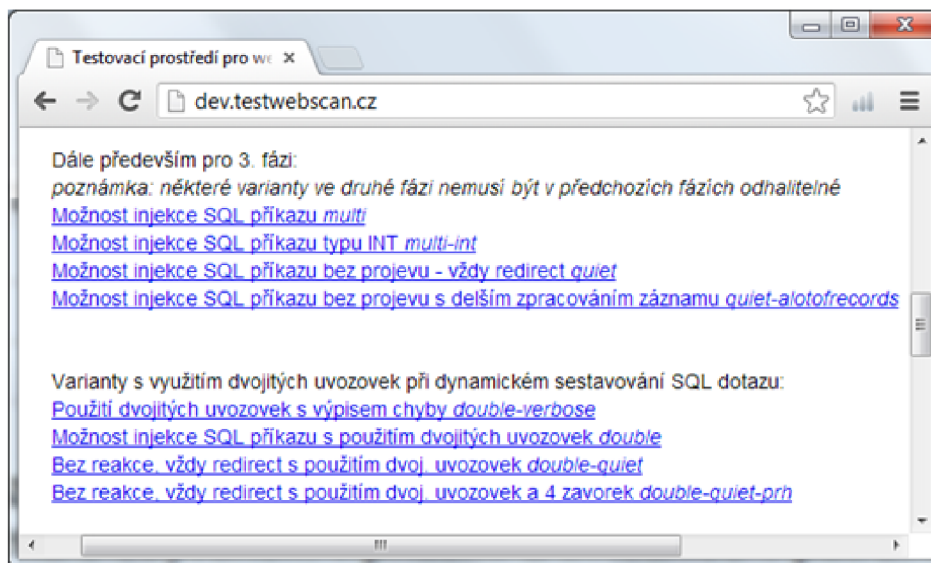 Testovací prostředí pro we
dev.testwebscan.cz
Dále především pro 3. fázi:
poznámka: některé varianty ve druhé fázi nemusí být v předchozích fázích odhalitelné
Možnost injekce SQL příkazu multi
Možnost injekce SQL příkazu typu INT multi-int
Možnost injekce SQL příkazu bez projevu - vždy redirect quiet
Možnost injekce SQL příkazu bez projevu s delším zpracováním záznamu quiet-alotofrecords
Varianty s využitím dvojitých uvozovek při dynamickém sestavování SQL dotazu:
Použití dvojitých uvozovek s výpisem chyby double-verbose
Možnost injekce SQL příkazu s použitím dvojitých uvozovek double
Bez reakce, vždy redirect s použitím dvoj. uvozovek double-quiet
Bez reakce, vždy redirect s použitím dvoj. uvozovek a 4 zavorek double-quiet-prh